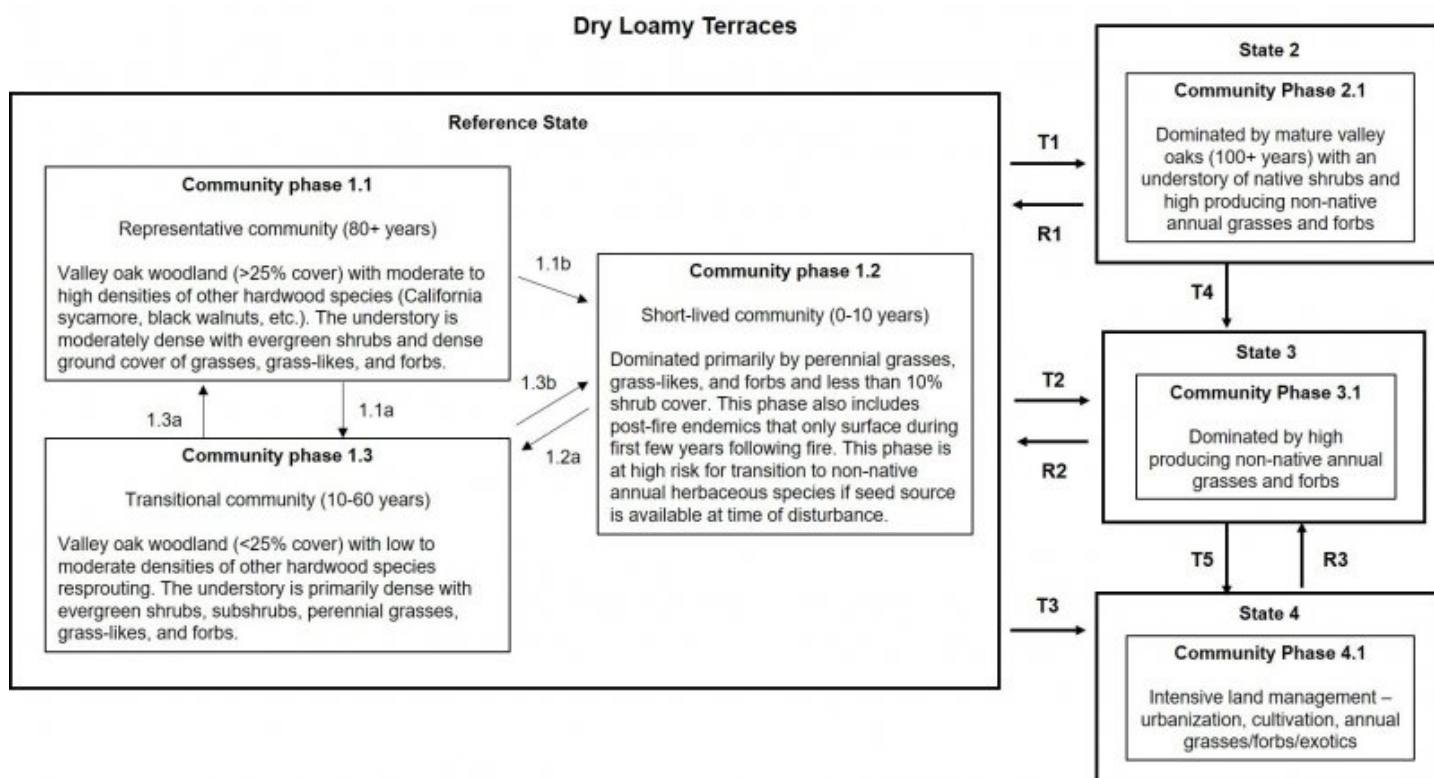 Dry Loamy Terraces
Reference State
Community phase 1.1
Representative community (80+ years)
Valley oak woodland (>25% cover) with moderate to
high densities of other hardwood species (California
sycamore, black walnuts, etc.). The understory is
moderately dense with evergreen shrubs and dense
ground cover of grasses, grass-likes, and forbs.
1.3a
1.1a
1.1b
1.3b
1.2a
Community phase 1.2
Short-lived community (0-10 years)
Dominated primarily by perennial grasses,
grass-likes, and forbs and less than 10%
shrub cover. This phase also includes
post-fire endemics that only surface during
first few years following fire. This phase is
at high risk for transition to non-native
annual herbaceous species if seed source
is available at time of disturbance.
Community phase 1.3
Transitional community (10-60 years)
Valley oak woodland (<25% cover) with low to
moderate densities of other hardwood species
resprouting. The understory is primarily dense with
evergreen shrubs, subshrubs, perennial grasses,
grass-likes, and forbs.
T1
R1
T2
R2
T3
State 2
Community Phase 2.1
Dominated by mature valley
oaks (100+ years) with an
understory of native shrubs and
high producing non-native
annual grasses and forbs
T4
State 3
Community Phase 3.1
Dominated by high
producing non-native annual
grasses and forbs
T5
R3
State 4
Community Phase 4.1
Intensive land management –
urbanization, cultivation, annual
grasses/forbs/exotics